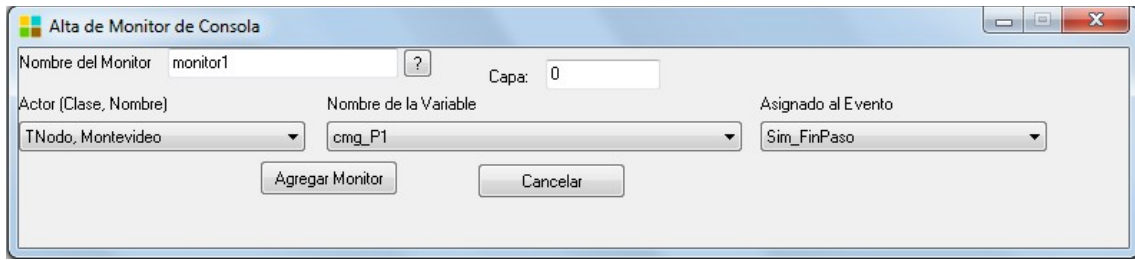 Alta de Monitor de Consola
Nombre del Monitor monitor1 ? Capa: 0
Actor (Clase, Nombre) Nombre de la Variable Asignado al Evento
TNodo, Montevideo cmg_P1 Sim_FinPaso
Agregar Monitor Cancelar